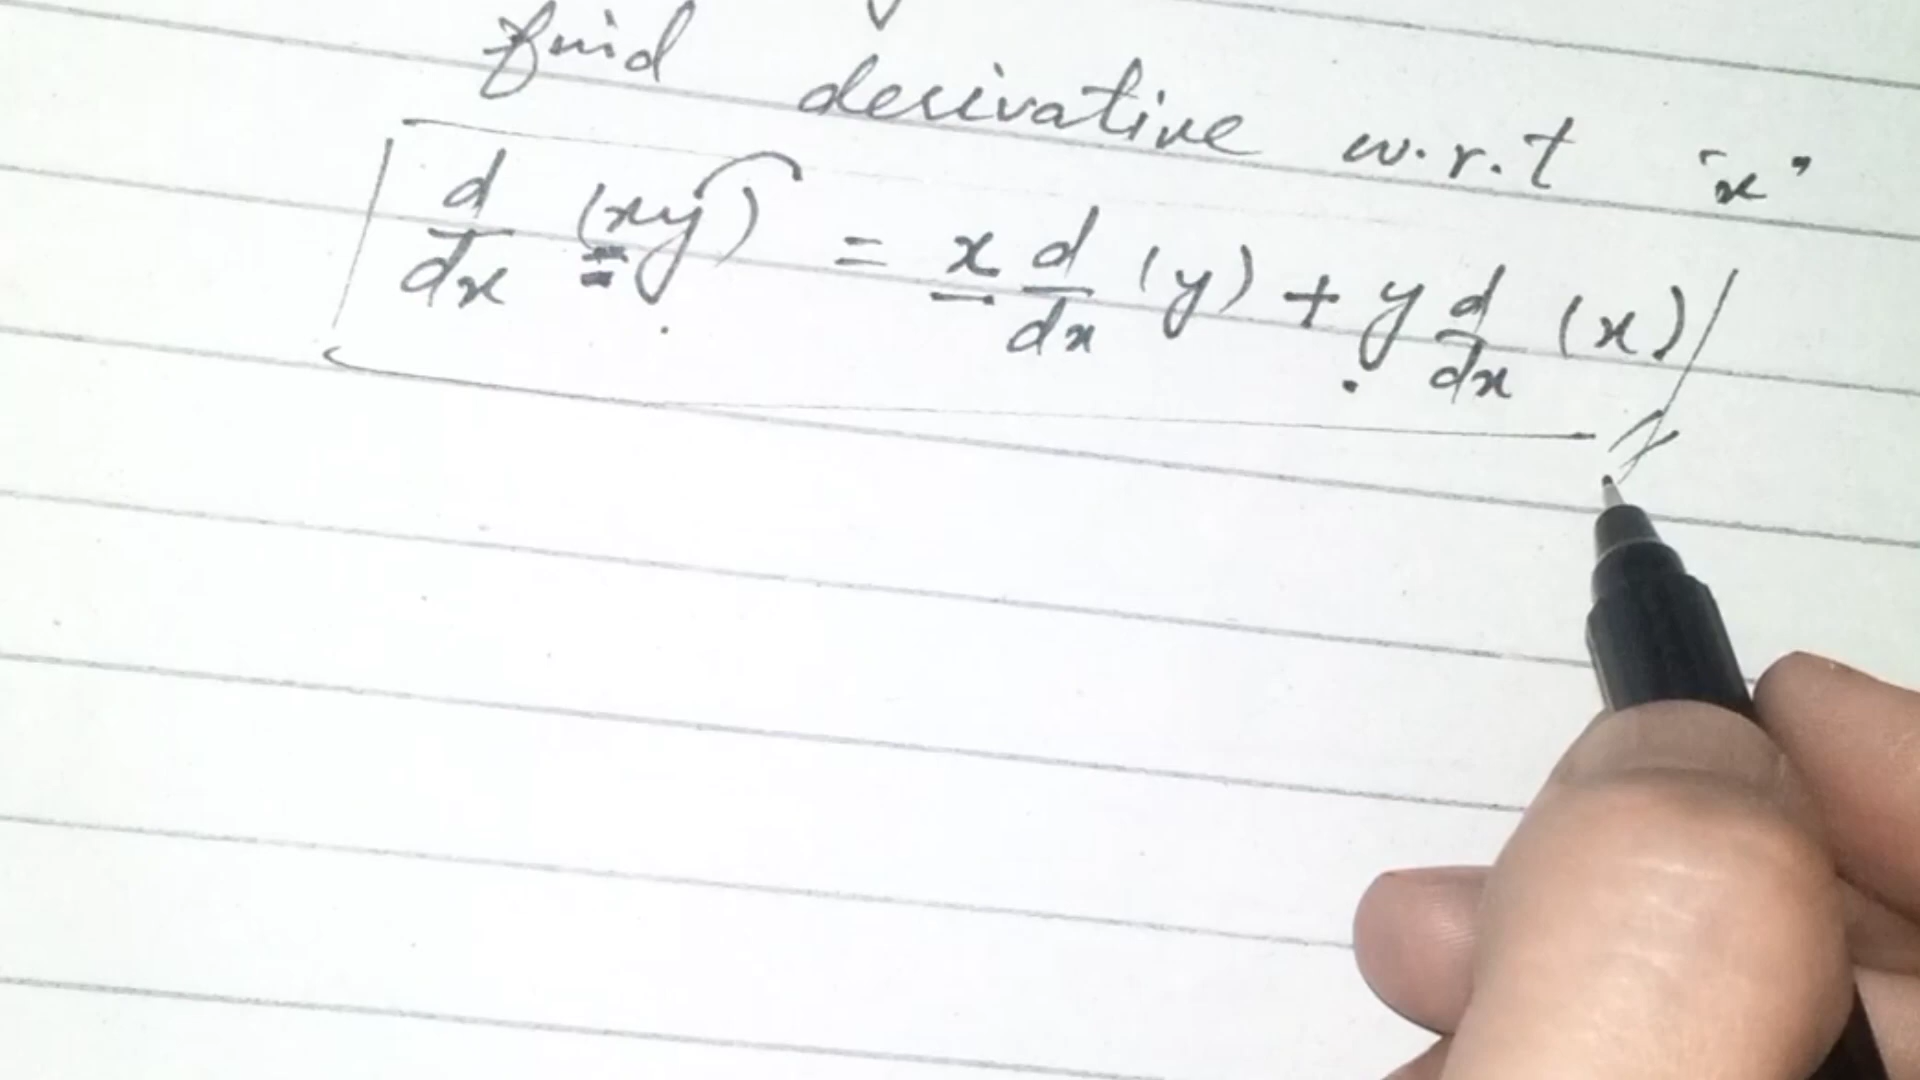 find derivative w.r.t "x"
d/dx (xy) = x d/dx (y) + y d/dx (x)